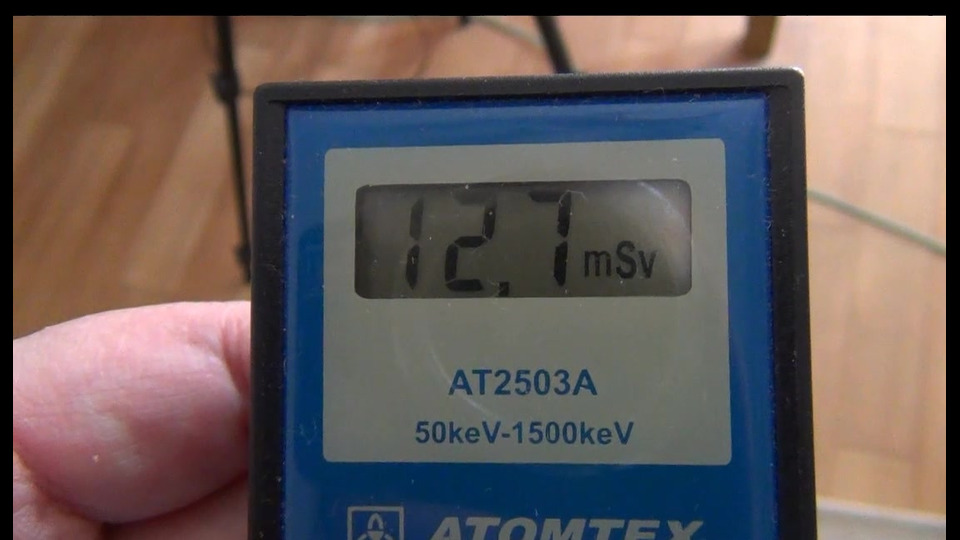 12,7 mSv
AT2503A
50keV-1500keV
ATOMTEX